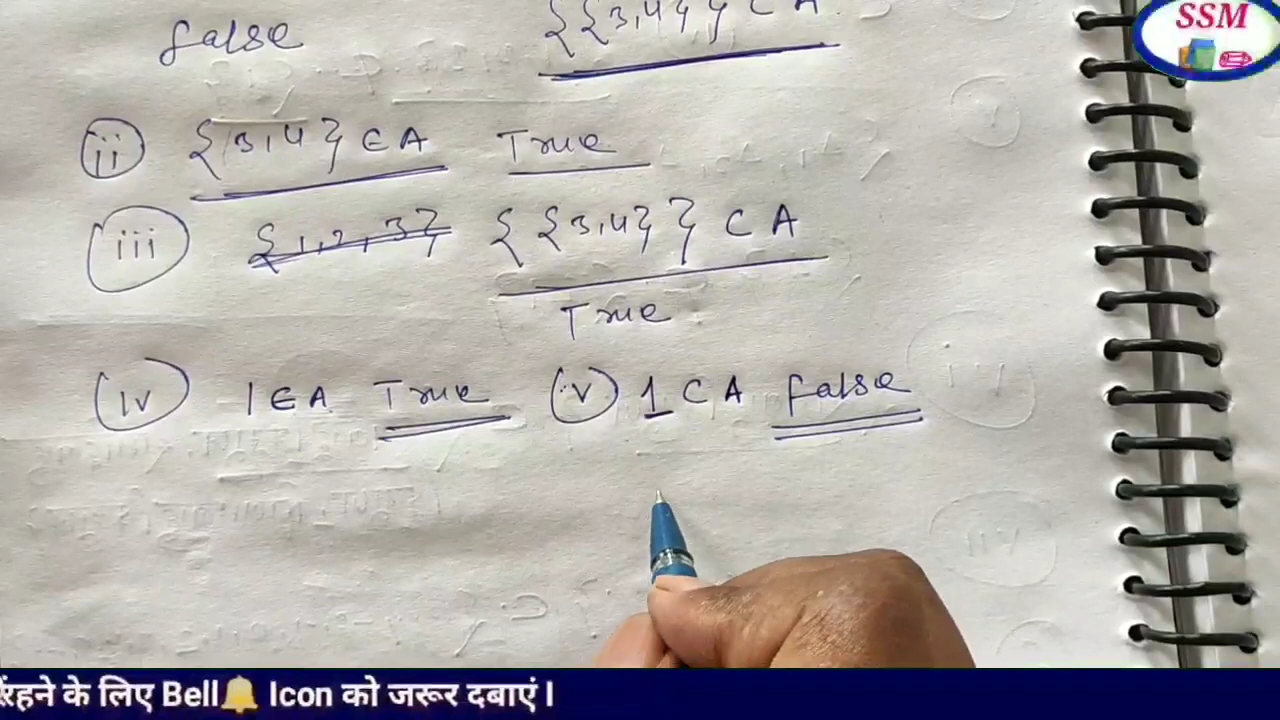 false {{3,4}} ⊂ A
SSM
ii {3,4} ∈ A True
iii {1,2,3} {{3,4}} ⊂ A
True
iv 1 ∈ A True v 1 ⊂ A false
रहने के लिए Bell🔔 Icon को जरूर दबाएं l